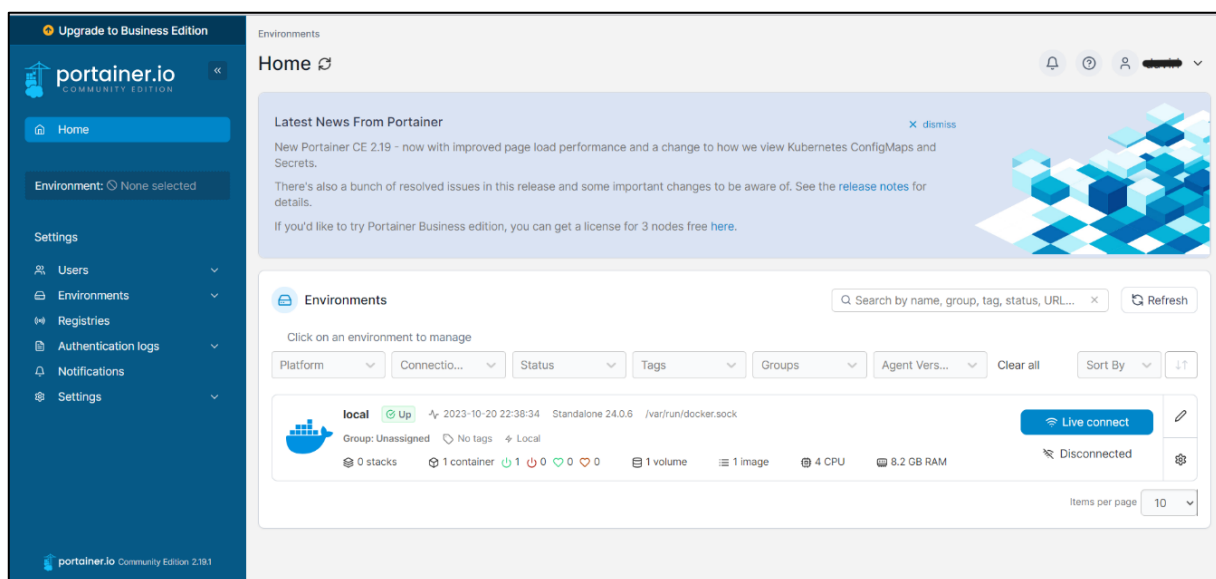 Upgrade to Business Edition
portainer.io
COMMUNITY EDITION
Home
Environment: None selected
Settings
Users
Environments
Registries
Authentication logs
Notifications
Settings
portainer.io Community Edition 2.19.1
Environments
Home
Latest News From Portainer
dismiss
New Portainer CE 2.19 - now with improved page load performance and a change to how we view Kubernetes ConfigMaps and
Secrets.
There's also a bunch of resolved issues in this release and some important changes to be aware of. See the release notes for
details.
If you'd like to try Portainer Business edition, you can get a license for 3 nodes free here.
Environments
Search by name, group, tag, status, URL...
Refresh
Click on an environment to manage
Platform Connectio... Status Tags Groups Agent Vers... Clear all Sort By
local Up 2023-10-20 22:38:34 Standalone 24.0.6 /var/run/docker.sock
Group: Unassigned No tags Local
0 stacks 1 container 1 0 0 0 1 volume 1 image 4 CPU 8.2 GB RAM
Live connect
Disconnected
Items per page 10